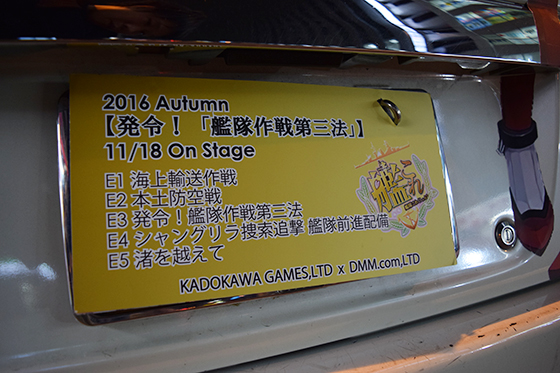 2016 Autumn
【発令！「艦隊作戦第三法」】
11/18 On Stage
E1 海上輸送作戦
E2 本土防空戦
E3 発令！艦隊作戦第三法
E4 シャングリラ捜索追撃 艦隊前進配備
E5 渚を越えて
艦これ
KADOKAWA GAMES,LTD x DMM.com,LTD